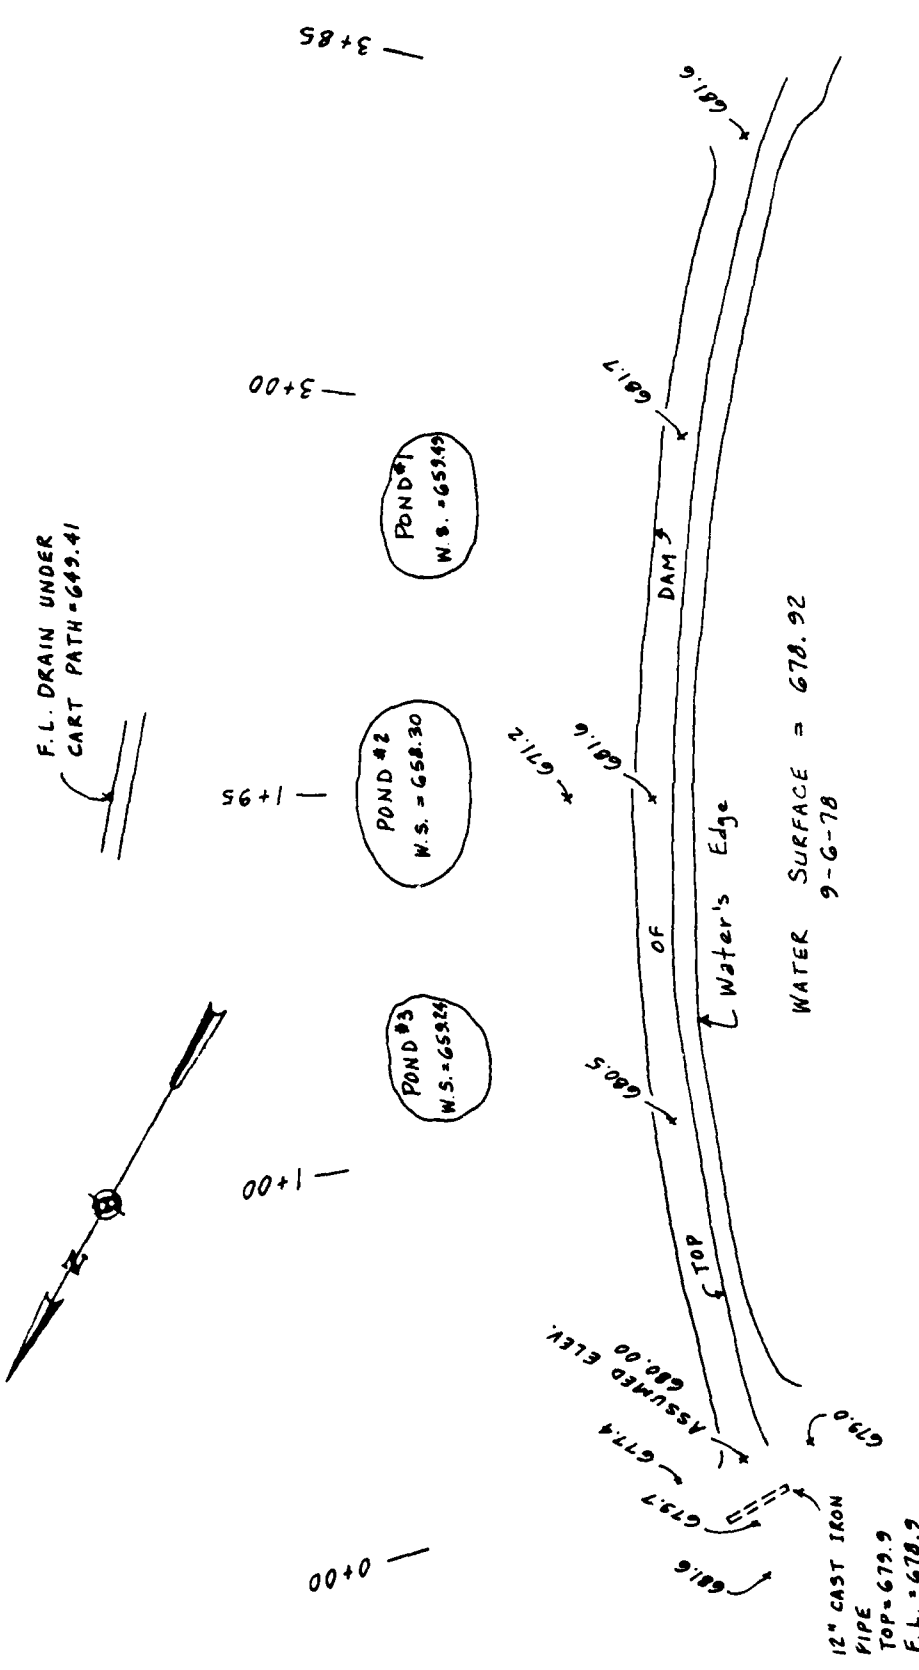 3+85
681.6
3+00
681.7
POND #1
W.S. = 659.49
DAM
F.L. DRAIN UNDER
CART PATH = 649.41
1+95
POND #2
W.S. = 658.30
671.2
681.6
OF
Water's Edge
WATER SURFACE = 678.92
9-6-78
POND #3
W.S. = 659.24
680.5
1+00
N
TOP
ASSUMED ELEV.
680.00
677.4
679.7
679.0
681.6
0+00
12" CAST IRON
PIPE
TOP = 679.9
F.L. = 678.9